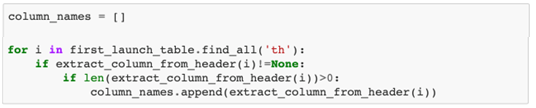 column_names = []

for i in first_launch_table.find_all('th'):
    if extract_column_from_header(i)!=None:
        if len(extract_column_from_header(i))>0:
            column_names.append(extract_column_from_header(i))